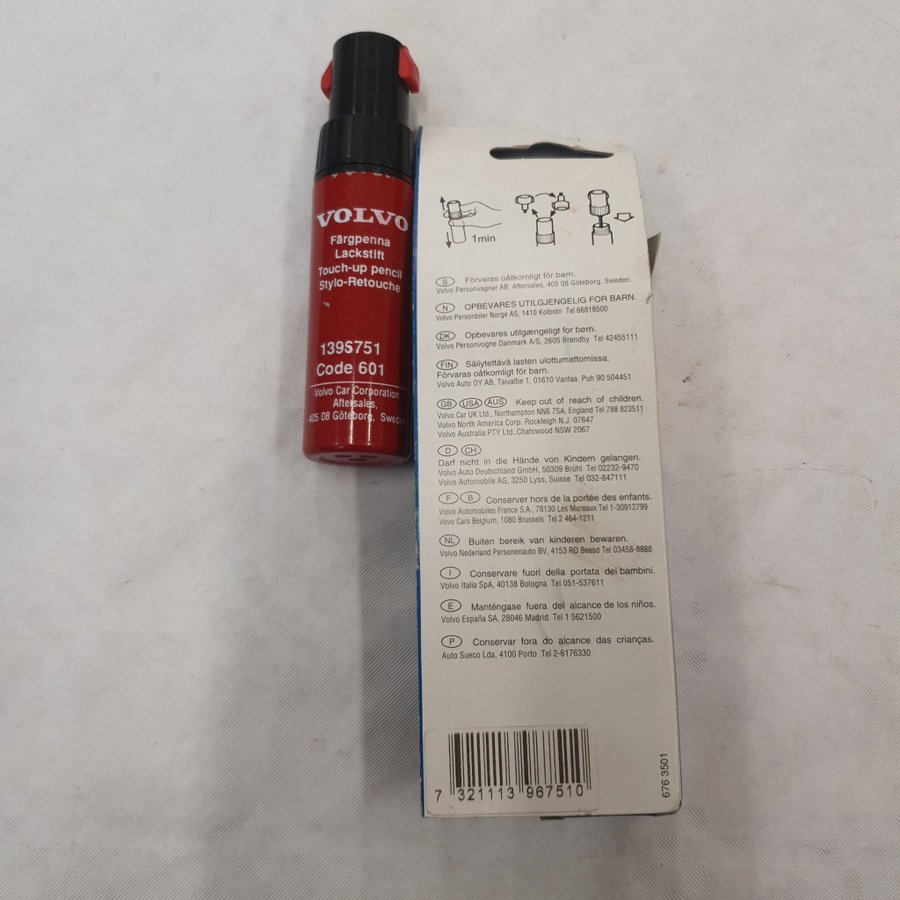 VOLVO
Färgpenna
Lackstift
Touch-up pencil
Stylo-Retouche
1395751
Code 601
Volvo Car Corporation
Aftersales,
405 08 Göteborg, Sweden
1min
S Förvaras oåtkomligt för barn.
Volvo Personvagnar AB, Aftersales, 405 08 Göteborg, Sweden
N OPBEVARES UTILGJENGELIG FOR BARN.
Volvo Personbiler Norge AS, 1410 Kolbotn Tel 66818500
DK Opbevares utilgængeligt for børn.
Volvo Personvogne Danmark A/S, 2605 Brøndby Tel 42455111
FIN Säilytettävä lasten ulottumattomissa.
Förvaras oåtkomligt för barn.
Volvo Auto OY AB, Taivaltie 1, 01610 Vantaa Puh 90 504451
GB USA AUS Keep out of reach of children.
Volvo Car UK Ltd., Northampton NN6 7SA, England Tel 788 823511
Volvo North America Corp. Rockleigh N.J. 07647
Volvo Australia PTY Ltd., Chatswood NSW 2067
D CH
Darf nicht in die Hände von Kindern gelangen.
Volvo Auto Deutschland GmbH, 50309 Brühl Tel 02232-9470
Volvo Automobile AG, 3250 Lyss, Suisse Tel 032-847111
F B Conserver hors de la portée des enfants.
Volvo Automobiles France S.A., 78130 Les Mureaux Tel 1-30912799
Vovo Cars Belgium, 1080 Brussels Tel 2 464-1211
NL Buiten bereik van kinderen bewaren.
Volvo Nederland Personenauto BV, 4153 RD Beesd Tel 03458-8888
I Conservare fuori della portata dei bambini.
Volvo Italia SpA, 40138 Bologna Tel 051-537611
E Manténgase fuera del alcance de los niños.
Volvo España SA, 28046 Madrid Tel 1 5621500
P Conservar fora do alcance das crianças.
Auto Sueco Lda, 4100 Porto Tel 2-6176330
7 321113 967510
676 3501